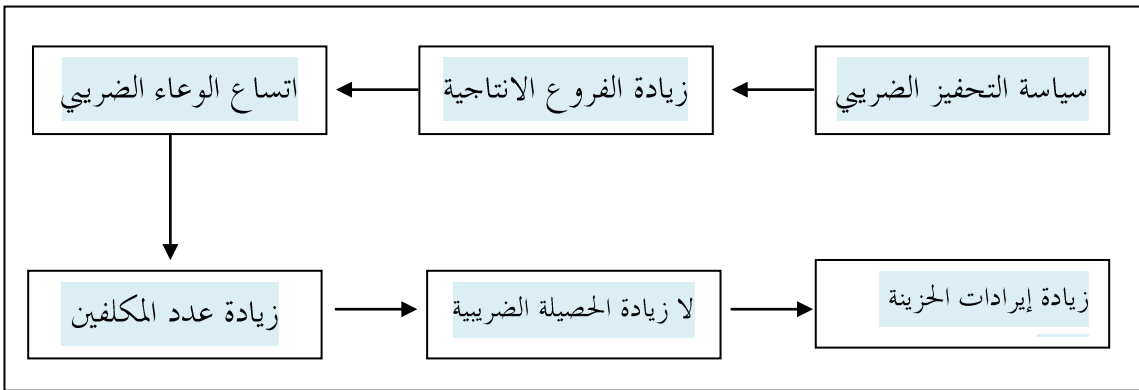 سياسة التحفيز الضريبي
زيادة الفروع الانتاجية
اتساع الوعاء الضريبي
زيادة عدد المكلفين
لا زيادة الحصيلة الضريبية
زيادة إيرادات الخزينة